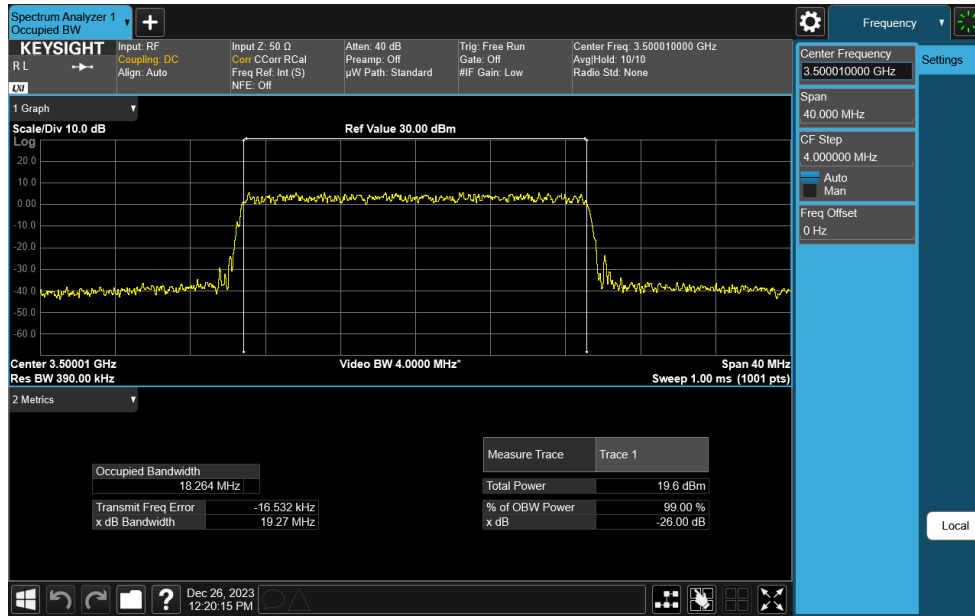 Spectrum Analyzer 1
Occupied BW
+
Frequency
KEYSIGHT
R L
LXI
Input: RF
Coupling: DC
Align: Auto
Input Z: 50 Ω
Corr CCorr RCal
Freq Ref: Int (S)
NFE: Off
Atten: 40 dB
Preamp: Off
µW Path: Standard
Trig: Free Run
Gate: Off
#IF Gain: Low
Center Freq: 3.500010000 GHz
Avg|Hold: 10/10
Radio Std: None
Center Frequency
3.500010000 GHz
Settings
Span
40.000 MHz
CF Step
4.000000 MHz
Auto
Man
Freq Offset
0 Hz
Local
1 Graph
Scale/Div 10.0 dB
Ref Value 30.00 dBm
Log
20.0
10.0
0.00
-10.0
-20.0
-30.0
-40.0
-50.0
-60.0
Center 3.50001 GHz
Video BW 4.0000 MHz*
Span 40 MHz
Res BW 390.00 kHz
Sweep 1.00 ms (1001 pts)
2 Metrics
Measure Trace Trace 1
Occupied Bandwidth
18.264 MHz
Total Power 19.6 dBm
Transmit Freq Error -16.532 kHz
% of OBW Power 99.00 %
x dB Bandwidth 19.27 MHz
x dB -26.00 dB
?
Dec 26, 2023
12:20:15 PM